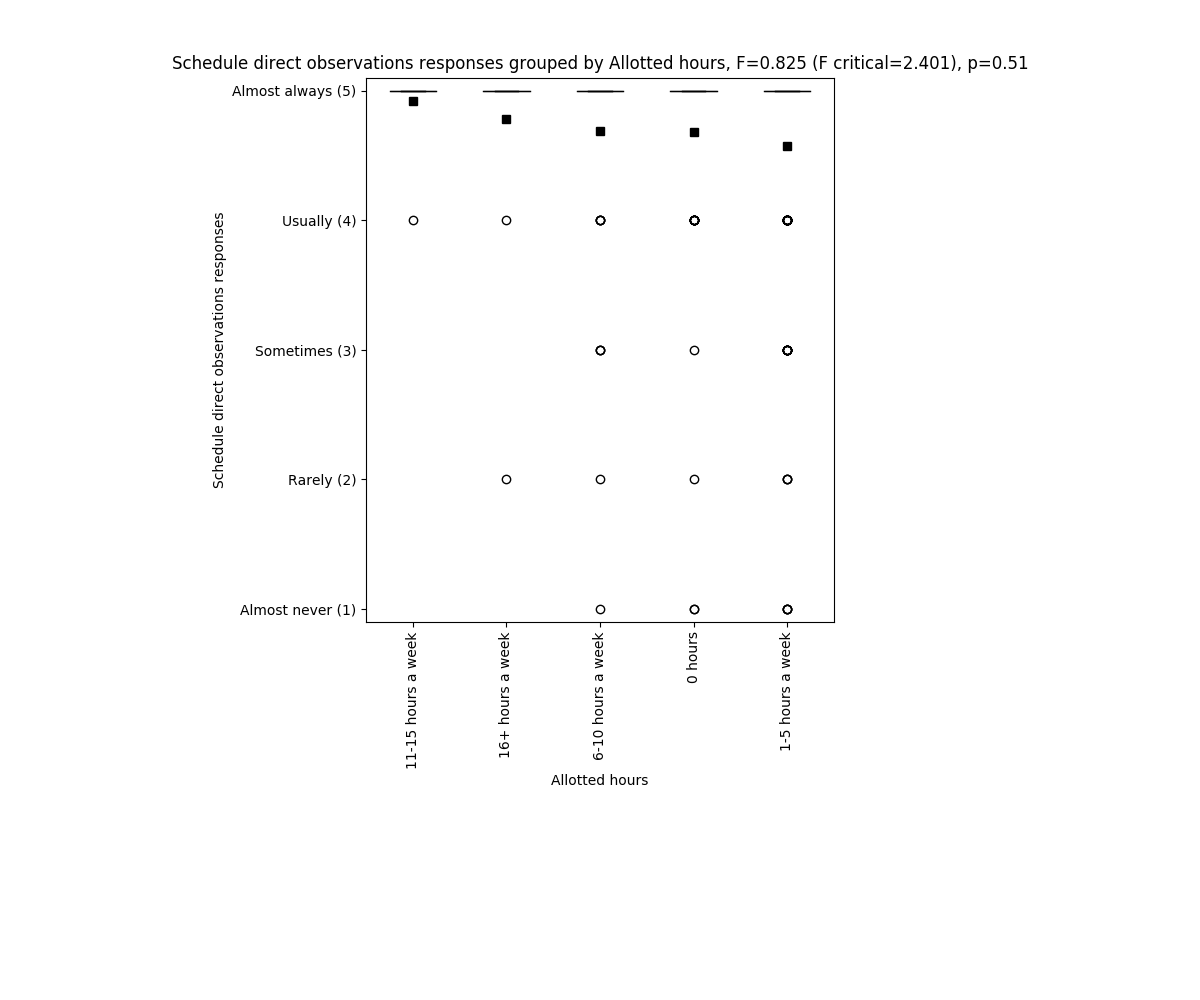 Schedule direct observations responses grouped by Allotted hours, F=0.825 (F critical=2.401), p=0.51
Schedule direct observations responses
Almost always (5)
Usually (4)
Sometimes (3)
Rarely (2)
Almost never (1)
11-15 hours a week
16+ hours a week
6-10 hours a week
0 hours
1-5 hours a week
Allotted hours